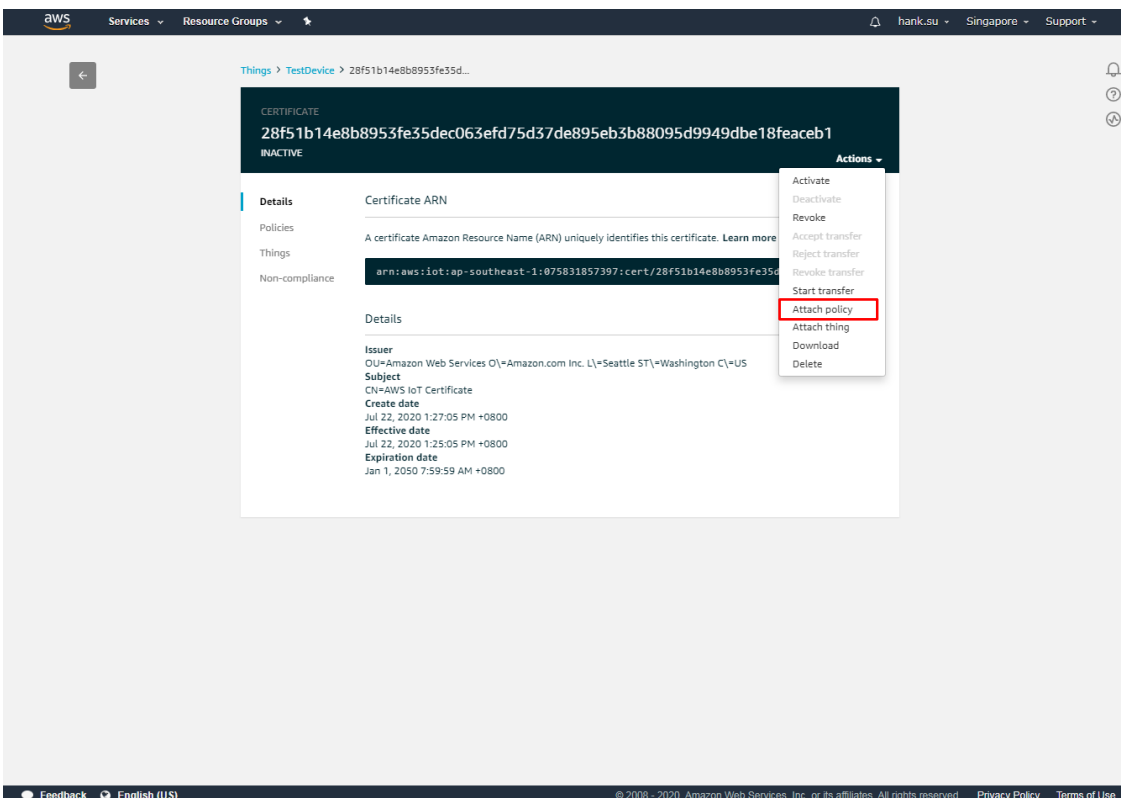 aws Services Resource Groups hank.su Singapore Support
Things > TestDevice > 28f51b14e8b8953fe35d...
CERTIFICATE
28f51b14e8b8953fe35dec063efd75d37de895eb3b88095d9949dbe18feaceb1
INACTIVE
Actions
Activate
Deactivate
Revoke
Accept transfer
Reject transfer
Revoke transfer
Start transfer
Attach policy
Attach thing
Download
Delete
Details
Policies
Things
Non-compliance
Certificate ARN
A certificate Amazon Resource Name (ARN) uniquely identifies this certificate. Learn more
arn:aws:iot:ap-southeast-1:075831857397:cert/28f51b14e8b8953fe35d
Details
Issuer
OU=Amazon Web Services O\=Amazon.com Inc. L\=Seattle ST\=Washington C\=US
Subject
CN=AWS IoT Certificate
Create date
Jul 22, 2020 1:27:05 PM +0800
Effective date
Jul 22, 2020 1:25:05 PM +0800
Expiration date
Jan 1, 2050 7:59:59 AM +0800
Feedback English (US) © 2008 - 2020, Amazon Web Services, Inc. or its affiliates. All rights reserved. Privacy Policy Terms of Use